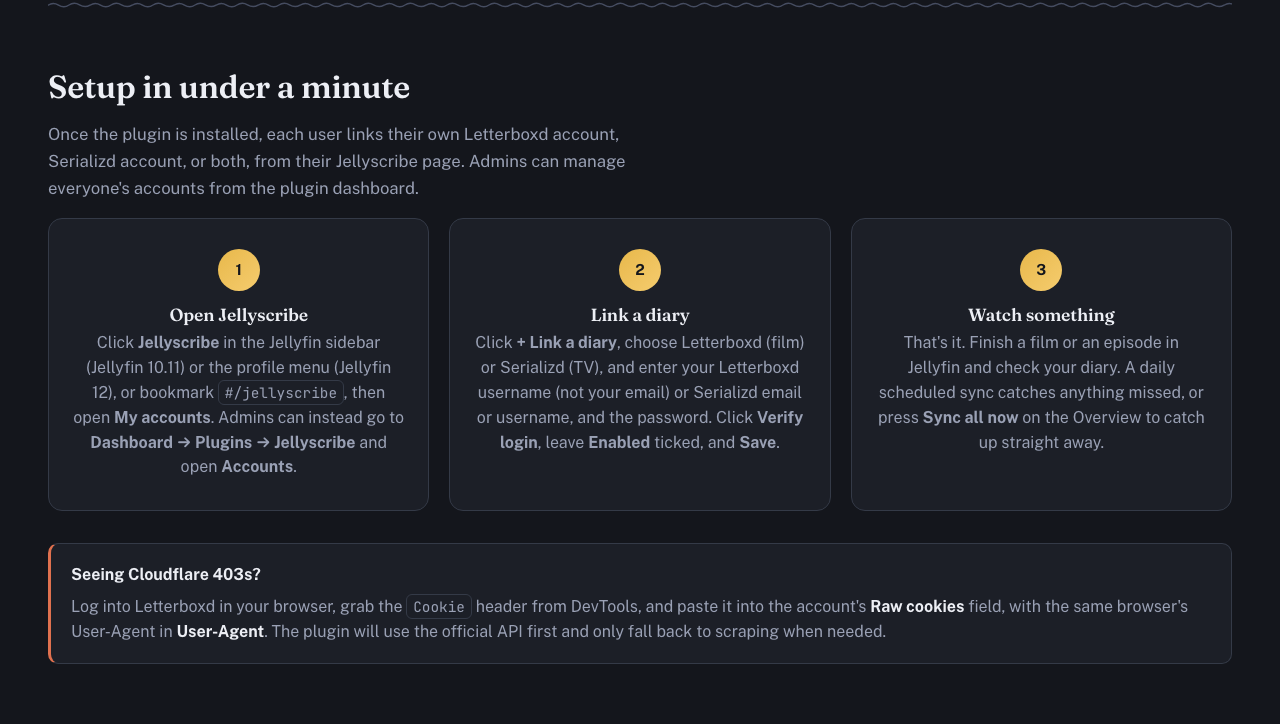 Setup in under a minute
Once the plugin is installed, each user links their own Letterboxd account,
Serializd account, or both, from their Jellyscribe page. Admins can manage
everyone's accounts from the plugin dashboard.
1
Open Jellyscribe
Click Jellyscribe in the Jellyfin sidebar
(Jellyfin 10.11) or the profile menu (Jellyfin
12), or bookmark #/jellyscribe, then
open My accounts. Admins can instead go to
Dashboard → Plugins → Jellyscribe and
open Accounts.
2
Link a diary
Click + Link a diary, choose Letterboxd (film)
or Serializd (TV), and enter your Letterboxd
username (not your email) or Serializd email
or username, and the password. Click Verify
login, leave Enabled ticked, and Save.
3
Watch something
That's it. Finish a film or an episode in
Jellyfin and check your diary. A daily
scheduled sync catches anything missed, or
press Sync all now on the Overview to catch
up straight away.
Seeing Cloudflare 403s?
Log into Letterboxd in your browser, grab the Cookie header from DevTools, and paste it into the account's Raw cookies field, with the same browser's
User-Agent in User-Agent. The plugin will use the official API first and only fall back to scraping when needed.